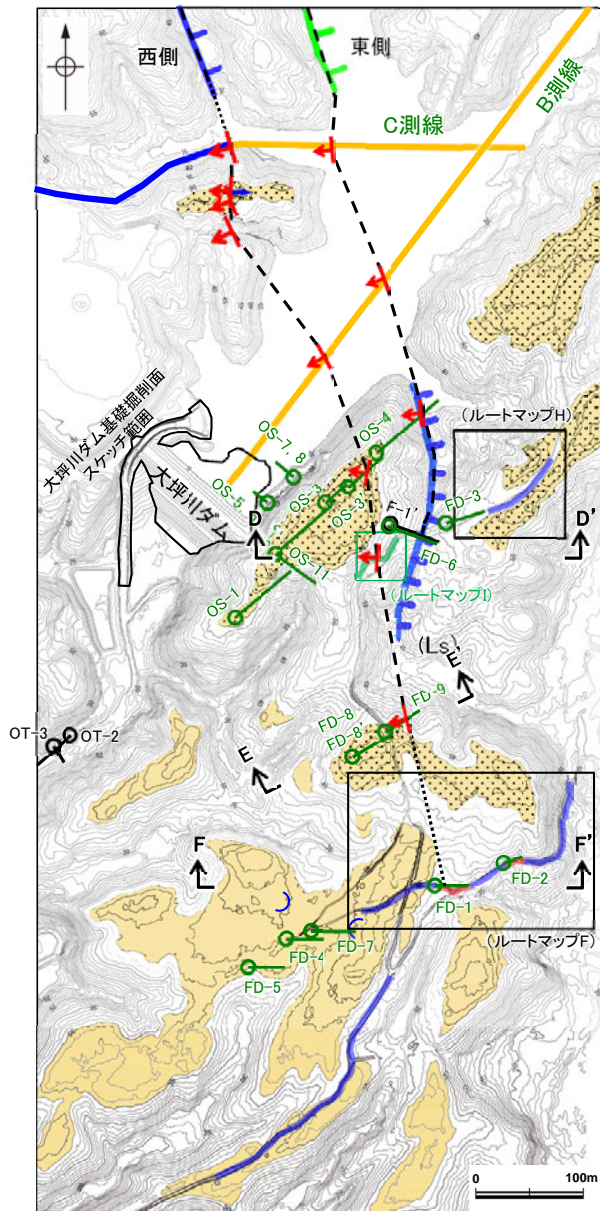 西側
東側
B測線
C測線
大坪川ダム基礎掘削面
スケッチ範囲
大坪川ダム
OS-7, 8
OS-4
OS-5
OS-3
OS-3'
(ルートマップH)
FD-3
F-1'
D
D'
FD-6
OS-11
(ルートマップI)
OS-1
(Ls)
E'
FD-9
FD-8
FD-8'
OT-3
OT-2
E
F
F'
FD-2
FD-1
(ルートマップF)
FD-7
FD-4
FD-5
0
100m